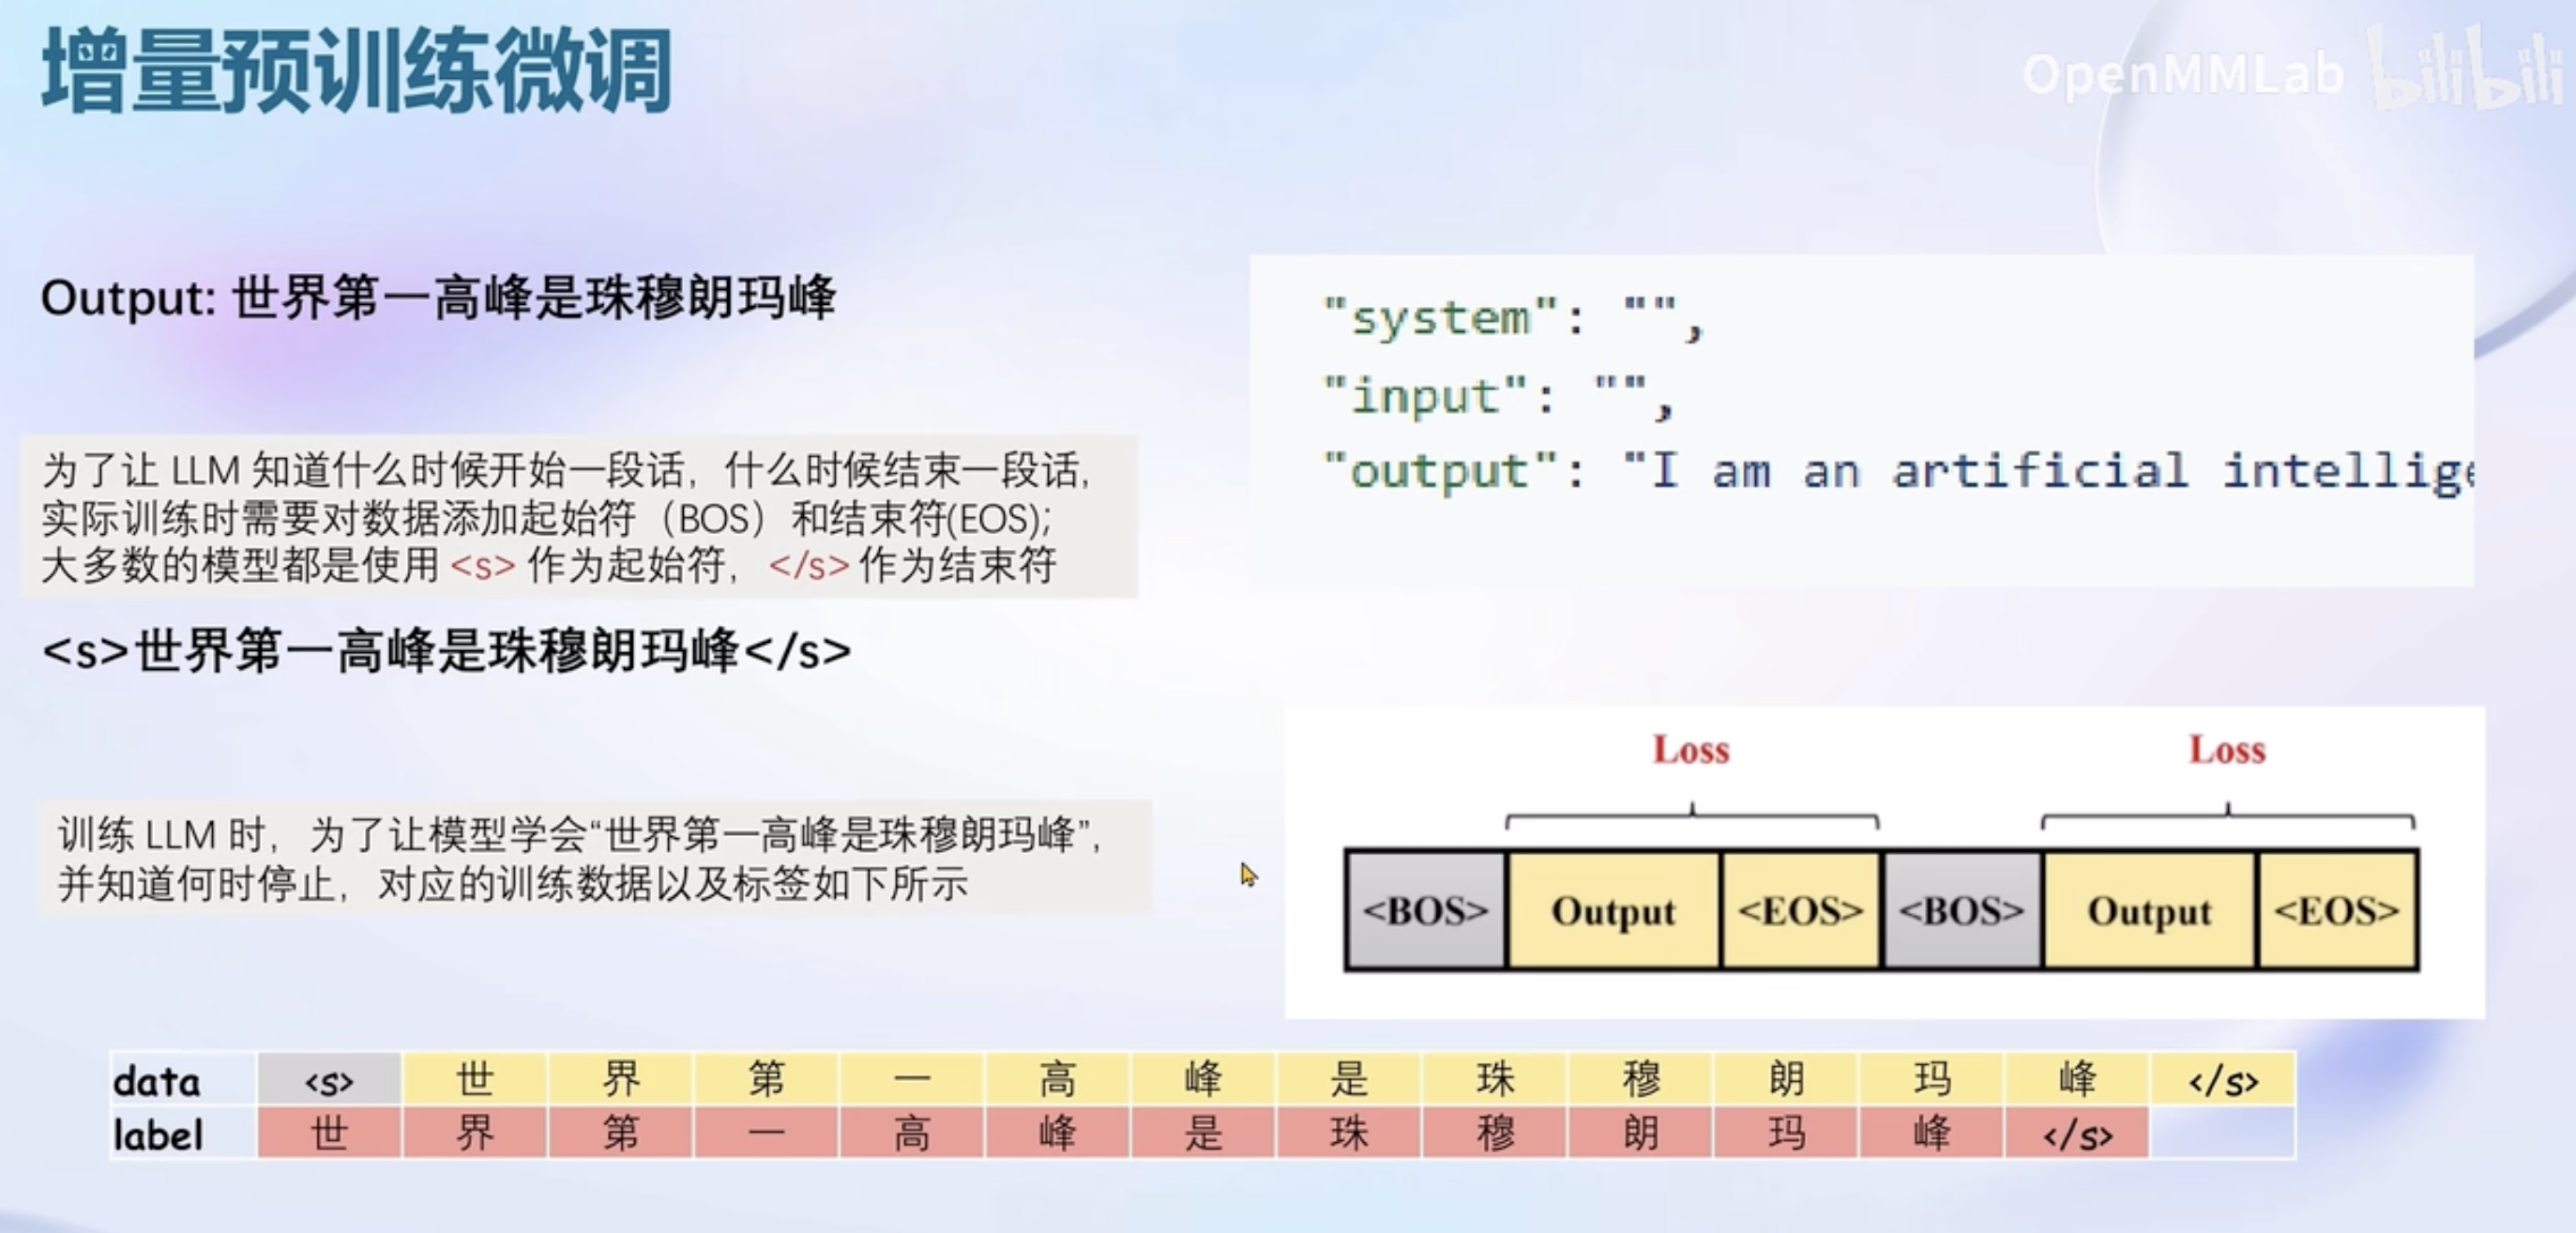 增量预训练微调
OpenMMLab bilibili
Output: 世界第一高峰是珠穆朗玛峰
"system": "",
"input": "",
"output": "I am an artificial intellige
为了让 LLM 知道什么时候开始一段话，什么时候结束一段话，
实际训练时需要对数据添加起始符（BOS）和结束符(EOS);
大多数的模型都是使用 <s> 作为起始符，</s> 作为结束符
<s>世界第一高峰是珠穆朗玛峰</s>
训练 LLM 时，为了让模型学会“世界第一高峰是珠穆朗玛峰”，
并知道何时停止，对应的训练数据以及标签如下所示
Loss Loss
<BOS> Output <EOS> <BOS> Output <EOS>
data <s> 世 界 第 一 高 峰 是 珠 穆 朗 玛 峰 </s>
label 世 界 第 一 高 峰 是 珠 穆 朗 玛 峰 </s>